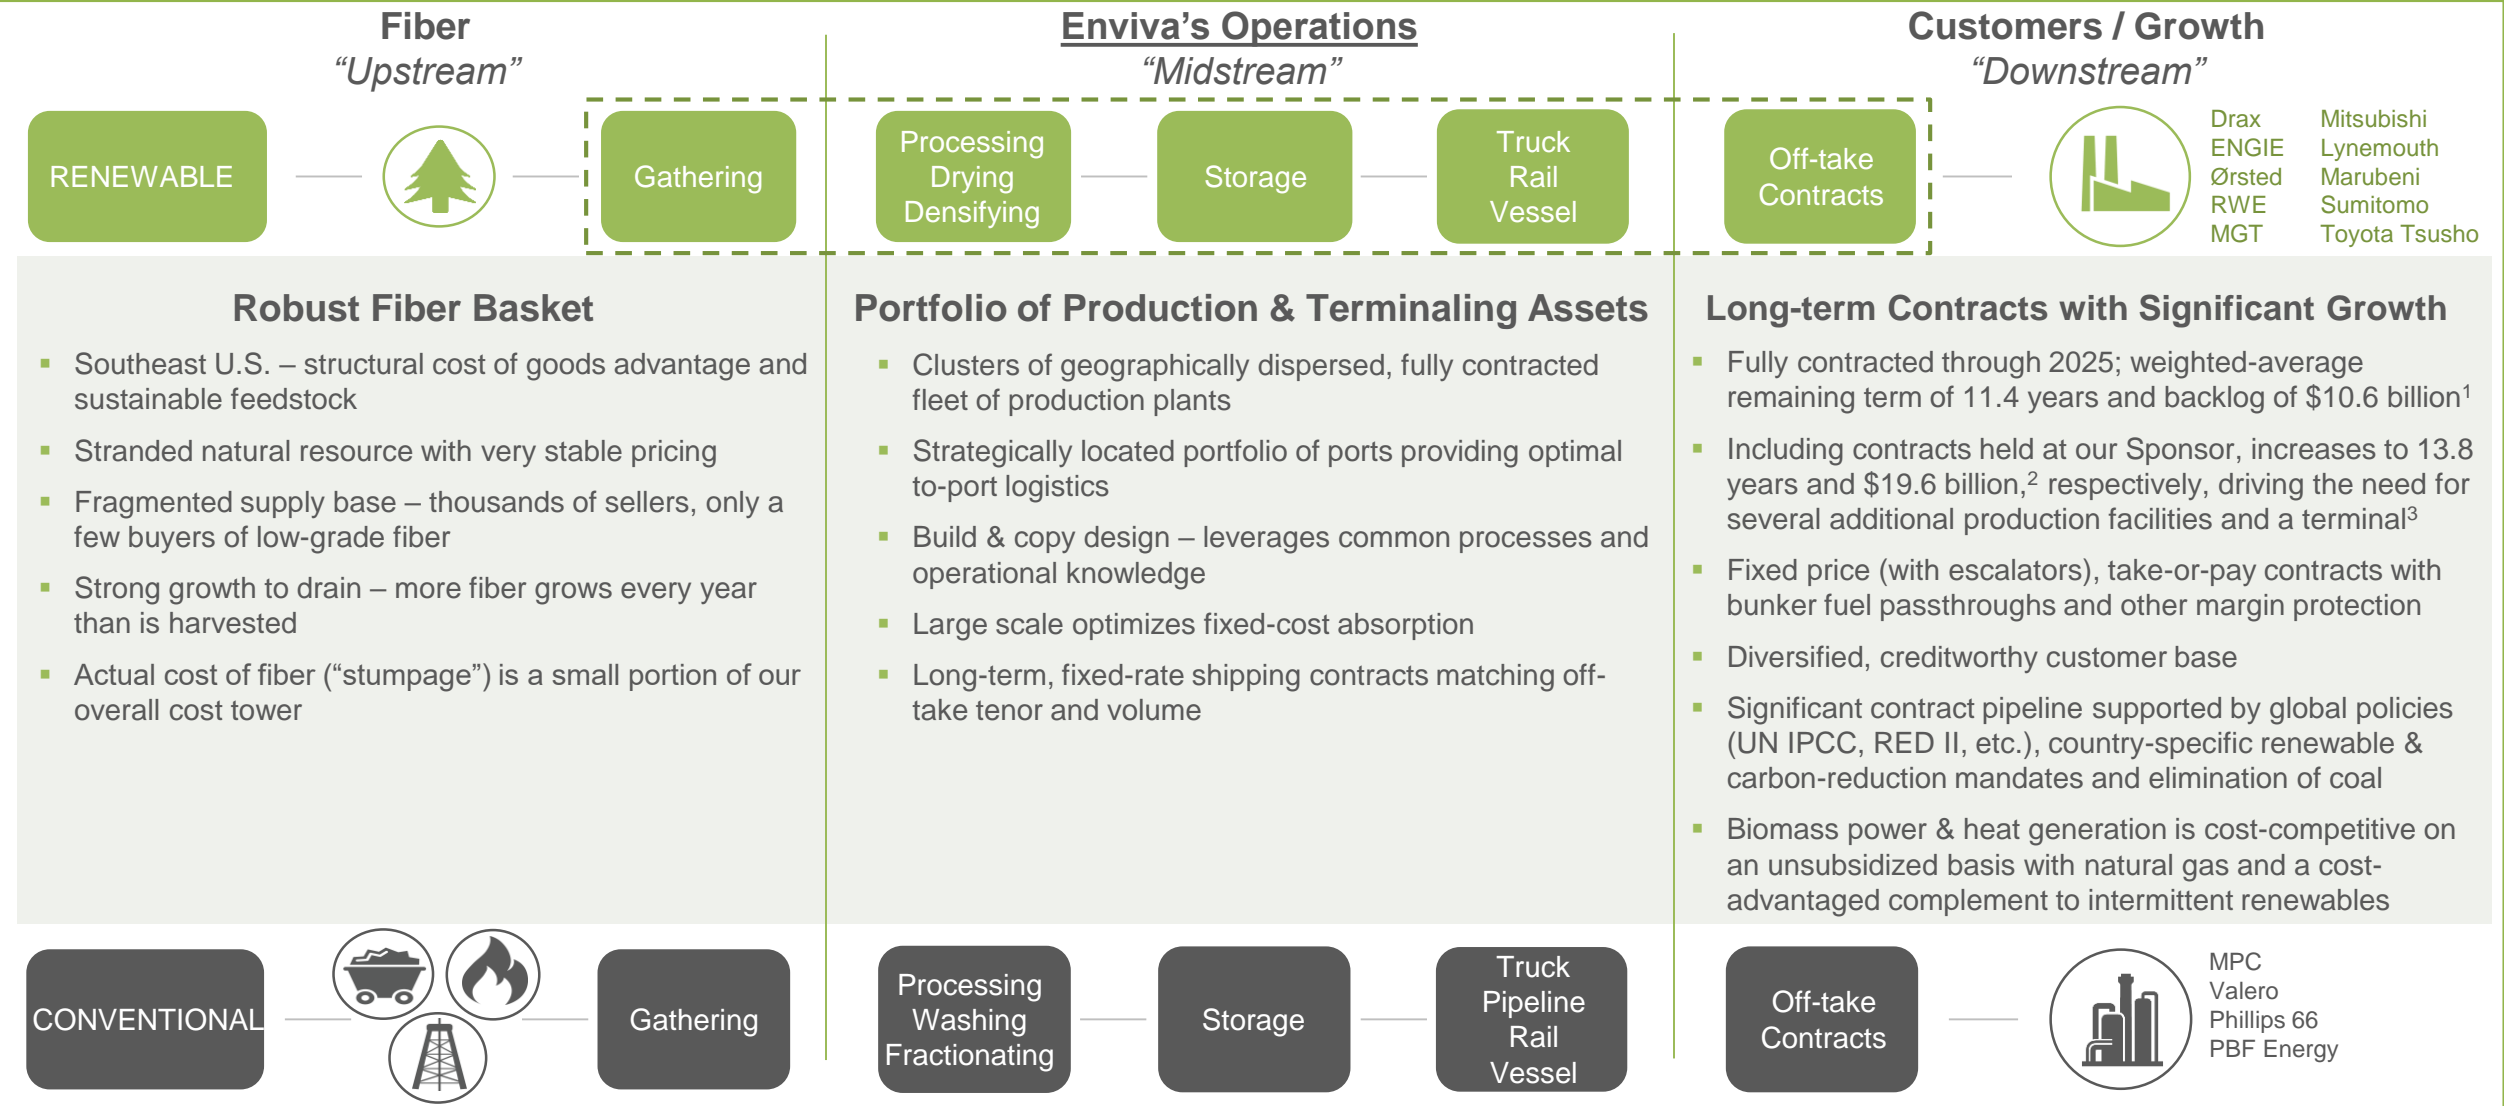 Fiber
“Upstream”
Enviva’s Operations
“Midstream”
Customers / Growth
“Downstream”
RENEWABLE
Gathering
Processing
Drying
Densifying
Storage
Truck
Rail
Vessel
Off-take
Contracts
Drax
ENGIE
Ørsted
RWE
MGT
Mitsubishi
Lynemouth
Marubeni
Sumitomo
Toyota Tsusho
Robust Fiber Basket
▪ Southeast U.S. – structural cost of goods advantage and
sustainable feedstock
▪ Stranded natural resource with very stable pricing
▪ Fragmented supply base – thousands of sellers, only a
few buyers of low-grade fiber
▪ Strong growth to drain – more fiber grows every year
than is harvested
▪ Actual cost of fiber (“stumpage”) is a small portion of our
overall cost tower
Portfolio of Production & Terminaling Assets
▪ Clusters of geographically dispersed, fully contracted
fleet of production plants
▪ Strategically located portfolio of ports providing optimal
to-port logistics
▪ Build & copy design – leverages common processes and
operational knowledge
▪ Large scale optimizes fixed-cost absorption
▪ Long-term, fixed-rate shipping contracts matching off-
take tenor and volume
Long-term Contracts with Significant Growth
▪ Fully contracted through 2025; weighted-average
remaining term of 11.4 years and backlog of $10.6 billion¹
▪ Including contracts held at our Sponsor, increases to 13.8
years and $19.6 billion,² respectively, driving the need for
several additional production facilities and a terminal³
▪ Fixed price (with escalators), take-or-pay contracts with
bunker fuel passthroughs and other margin protection
▪ Diversified, creditworthy customer base
▪ Significant contract pipeline supported by global policies
(UN IPCC, RED II, etc.), country-specific renewable &
carbon-reduction mandates and elimination of coal
▪ Biomass power & heat generation is cost-competitive on
an unsubsidized basis with natural gas and a cost-
advantaged complement to intermittent renewables
CONVENTIONAL
Gathering
Processing
Washing
Fractionating
Storage
Truck
Pipeline
Rail
Vessel
Off-take
Contracts
MPC
Valero
Phillips 66
PBF Energy